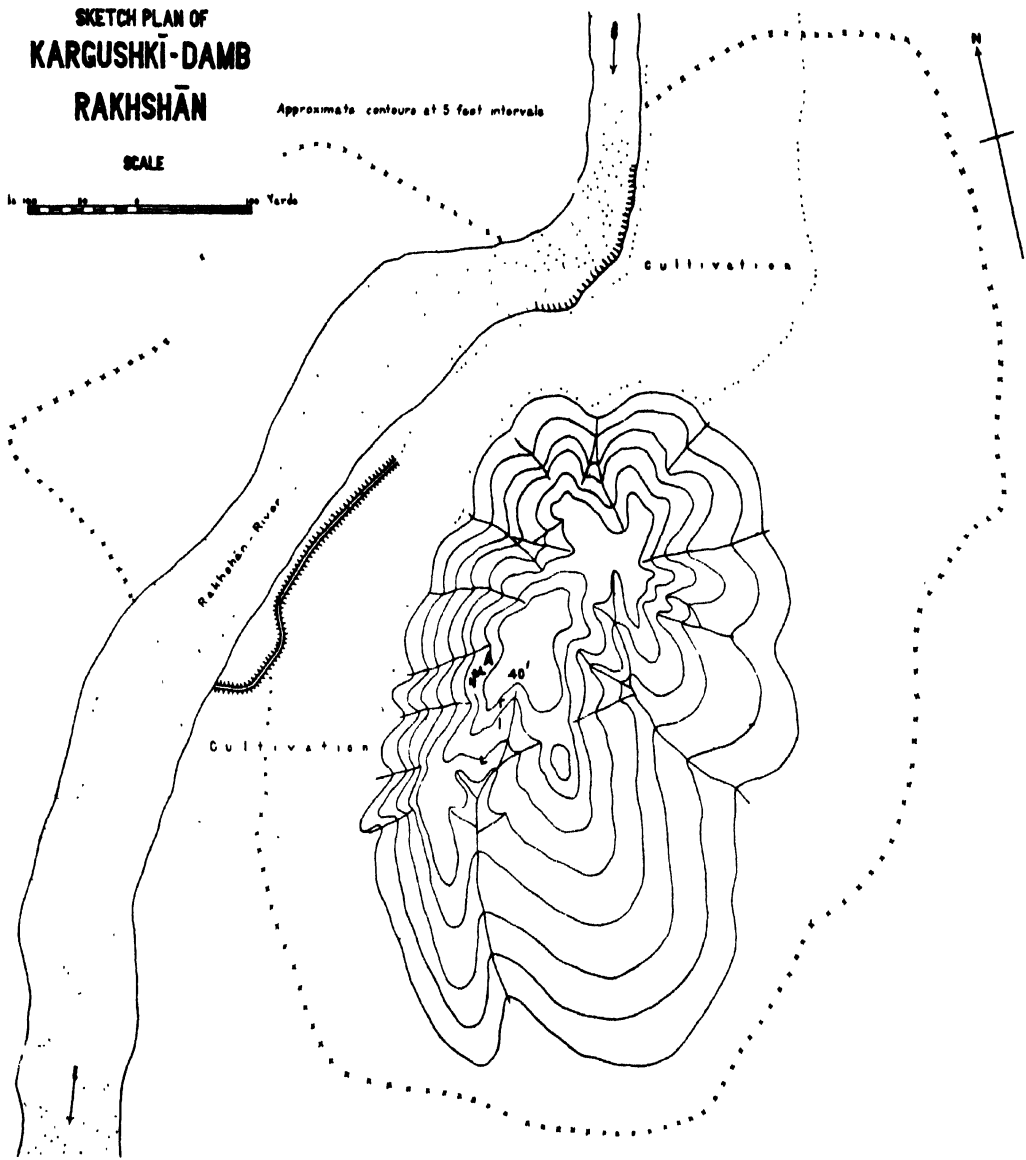 SKETCH PLAN OF
KARGUSHKĪ-DAMB
RAKHSHĀN
Approximate contours at 5 feet intervals
SCALE
Yards
N
Cultivation
Rakhshān-River
40'
Cultivation